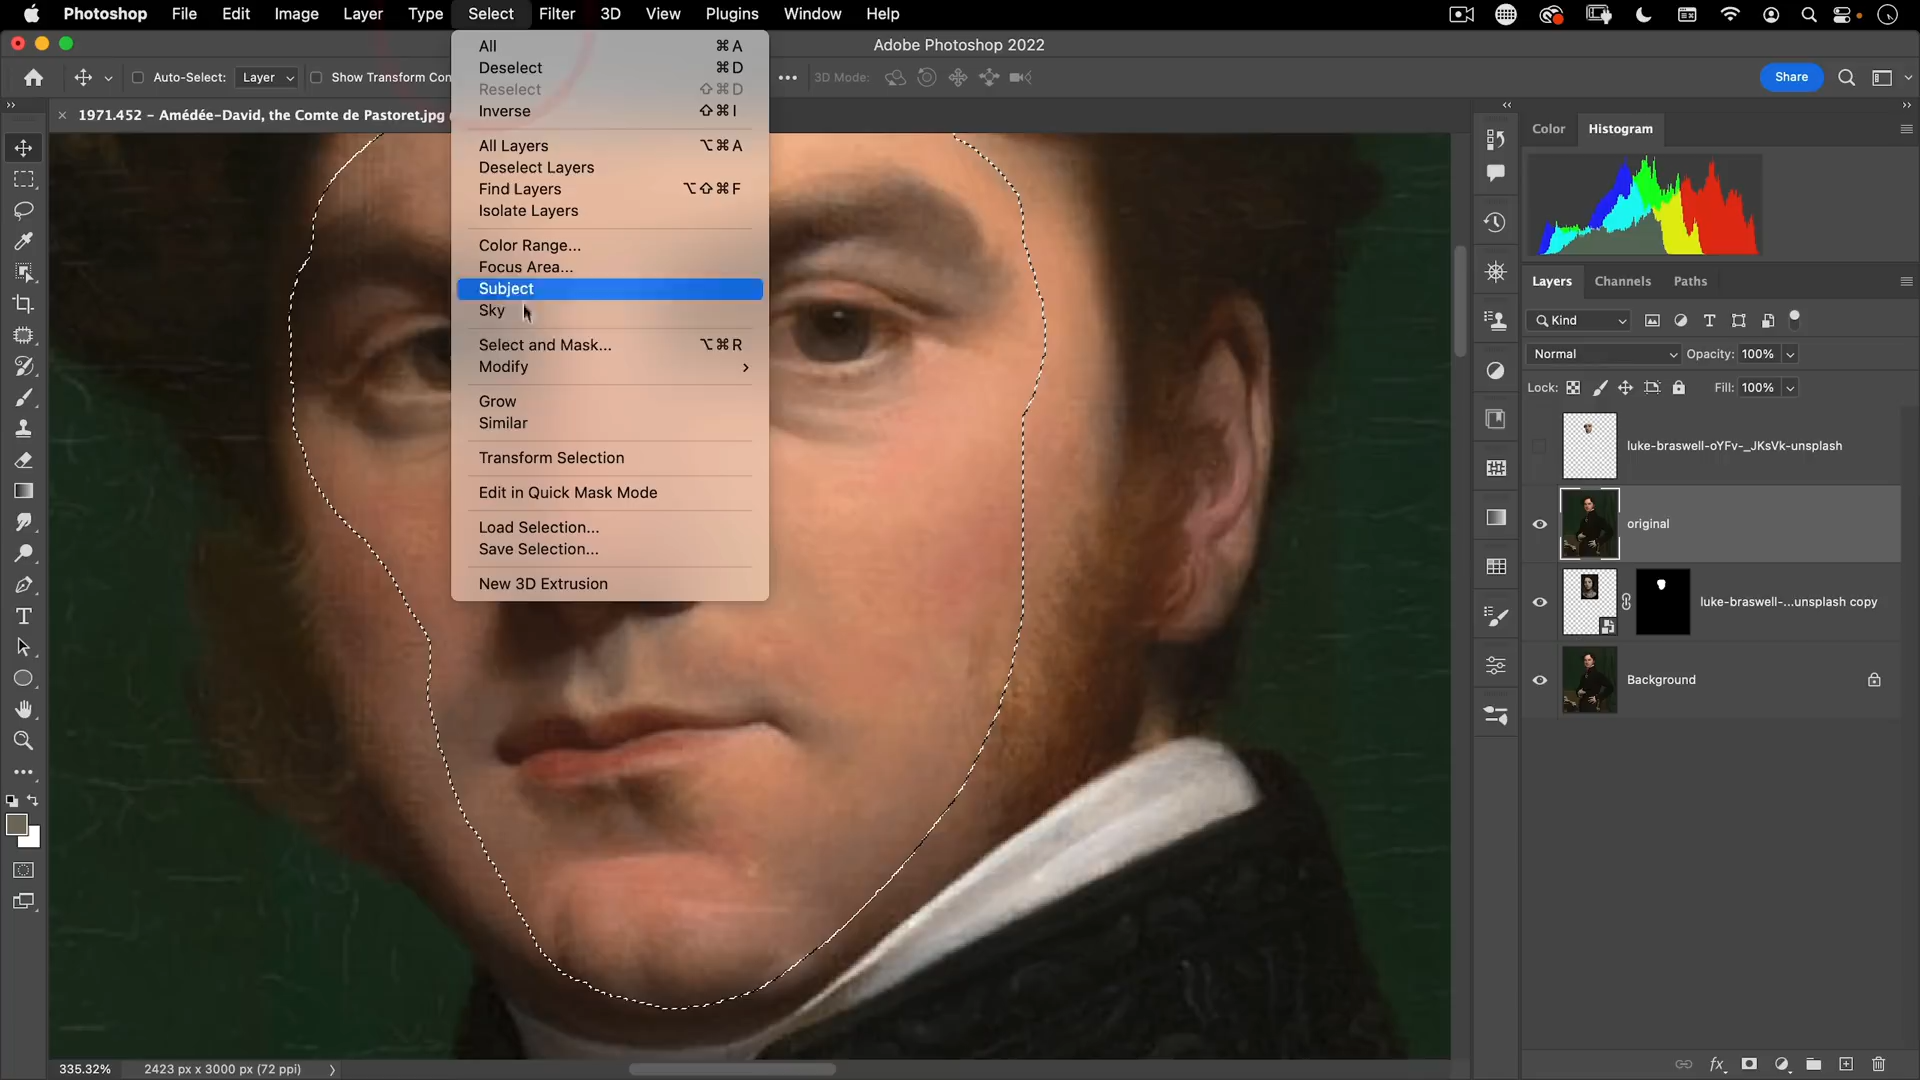 Photoshop File Edit Image Layer Type Select Filter 3D View Plugins Window Help
Adobe Photoshop 2022
Auto-Select: Layer Show Transform Con 3D Mode: Share
1971.452 – Amédée-David, the Comte de Pastoret.jpg
All ⌘ A
Deselect ⌘ D
Reselect ⇧ ⌘ D
Inverse ⇧ ⌘ I
All Layers ⌥ ⌘ A
Deselect Layers
Find Layers ⌥ ⇧ ⌘ F
Isolate Layers
Color Range...
Focus Area...
Subject
Sky
Select and Mask... ⌥ ⌘ R
Modify
Grow
Similar
Transform Selection
Edit in Quick Mask Mode
Load Selection...
Save Selection...
New 3D Extrusion
Color Histogram
Layers Channels Paths
Kind
Normal Opacity: 100%
Lock: Fill: 100%
luke-braswell-oYFv-_JKsVk-unsplash
original
luke-braswell-...unsplash copy
Background
335.32% 2423 px x 3000 px (72 ppi)